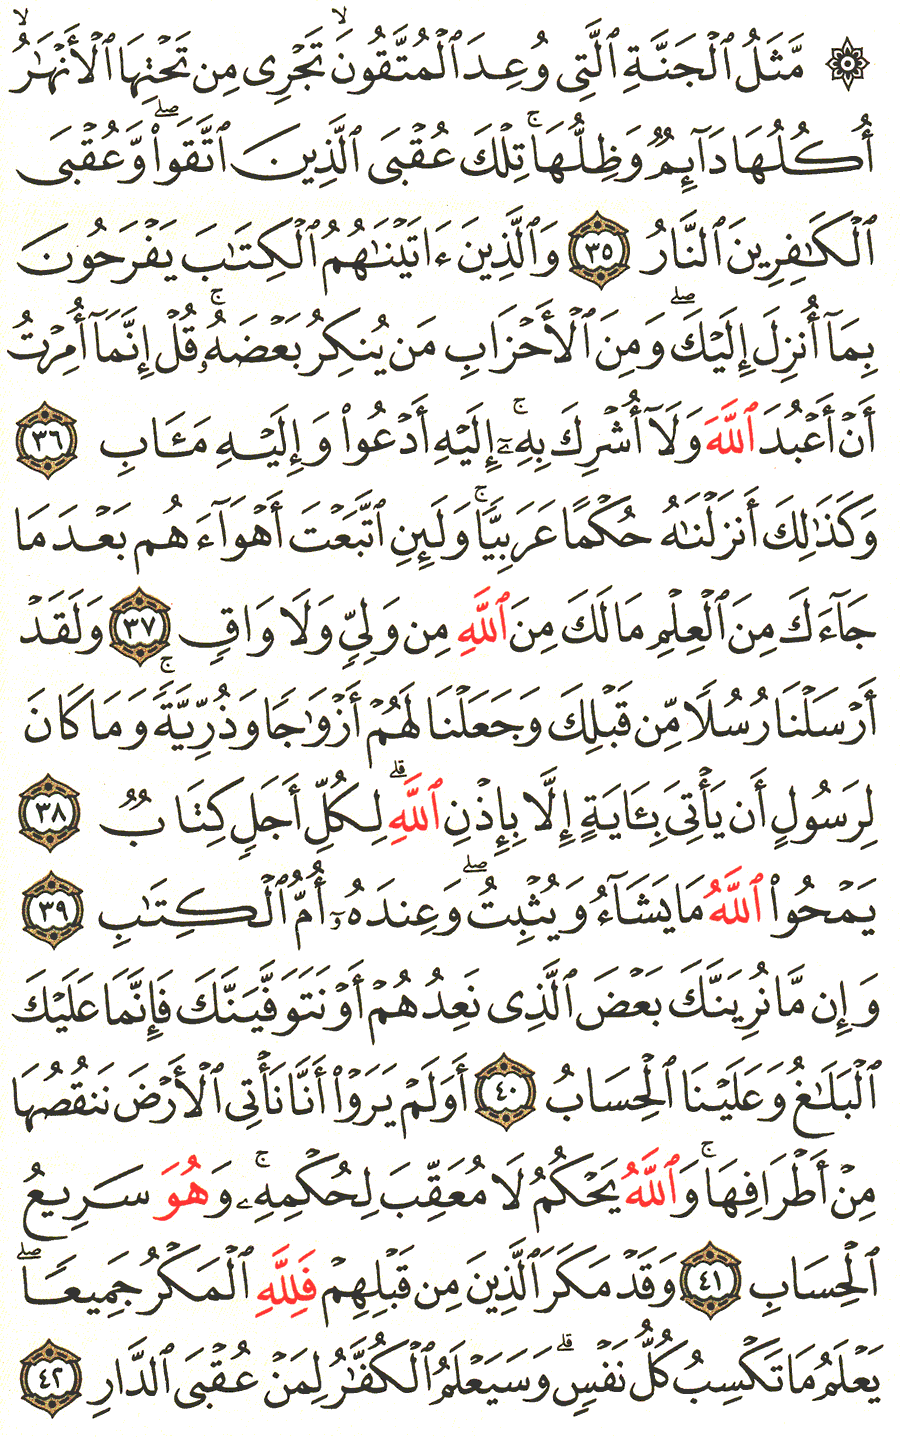 ۞ مَّثَلُ ٱلْجَنَّةِ ٱلَّتِى وُعِدَ ٱلْمُتَّقُونَ ۙ تَجْرِى مِن تَحْتِهَا ٱلْأَنْهَٰرُ ۙ
أُكُلُهَا دَآئِمٌ وَظِلُّهَا ۚ تِلْكَ عُقْبَى ٱلَّذِينَ ٱتَّقَوا۟ ۖ وَّعُقْبَى
ٱلْكَٰفِرِينَ ٱلنَّارُ ٣٥ وَٱلَّذِينَ ءَاتَيْنَٰهُمُ ٱلْكِتَٰبَ يَفْرَحُونَ
بِمَآ أُنزِلَ إِلَيْكَ ۖ وَمِنَ ٱلْأَحْزَابِ مَن يُنكِرُ بَعْضَهُۥ ۚ قُلْ إِنَّمَآ أُمِرْتُ
أَنْ أَعْبُدَ ٱللَّهَ وَلَآ أُشْرِكَ بِهِۦٓ ۚ إِلَيْهِ أَدْعُوا۟ وَإِلَيْهِ مَـَٔابِ ٣٦
وَكَذَٰلِكَ أَنزَلْنَٰهُ حُكْمًا عَرَبِيًّا ۚ وَلَئِنِ ٱتَّبَعْتَ أَهْوَآءَهُم بَعْدَ مَا
جَآءَكَ مِنَ ٱلْعِلْمِ مَا لَكَ مِنَ ٱللَّهِ مِن وَلِىٍّ وَلَا وَاقٍ ٣٧ وَلَقَدْ
أَرْسَلْنَا رُسُلًا مِّن قَبْلِكَ وَجَعَلْنَا لَهُمْ أَزْوَٰجًا وَذُرِّيَّةً ۚ وَمَا كَانَ
لِرَسُولٍ أَن يَأْتِىَ بِـَٔايَةٍ إِلَّا بِإِذْنِ ٱللَّهِ ۗ لِكُلِّ أَجَلٍ كِتَابٌ ٣٨
يَمْحُوا۟ ٱللَّهُ مَا يَشَآءُ وَيُثْبِتُ ۖ وَعِندَهُۥٓ أُمُّ ٱلْكِتَٰبِ ٣٩
وَإِن مَّا نُرِيَنَّكَ بَعْضَ ٱلَّذِى نَعِدُهُمْ أَوْ نَتَوَفَّيَنَّكَ فَإِنَّمَا عَلَيْكَ
ٱلْبَلَٰغُ وَعَلَيْنَا ٱلْحِسَابُ ٤٠ أَوَلَمْ يَرَوْا۟ أَنَّا نَأْتِى ٱلْأَرْضَ نَنقُصُهَا
مِنْ أَطْرَافِهَا ۚ وَٱللَّهُ يَحْكُمُ لَا مُعَقِّبَ لِحُكْمِهِۦ ۚ وَهُوَ سَرِيعُ
ٱلْحِسَابِ ٤١ وَقَدْ مَكَرَ ٱلَّذِينَ مِن قَبْلِهِمْ فَلِلَّهِ ٱلْمَكْرُ جَمِيعًا ۖ
يَعْلَمُ مَا تَكْسِبُ كُلُّ نَفْسٍ ۗ وَسَيَعْلَمُ ٱلْكُفَّٰرُ لِمَنْ عُقْبَى ٱلدَّارِ ٤٢